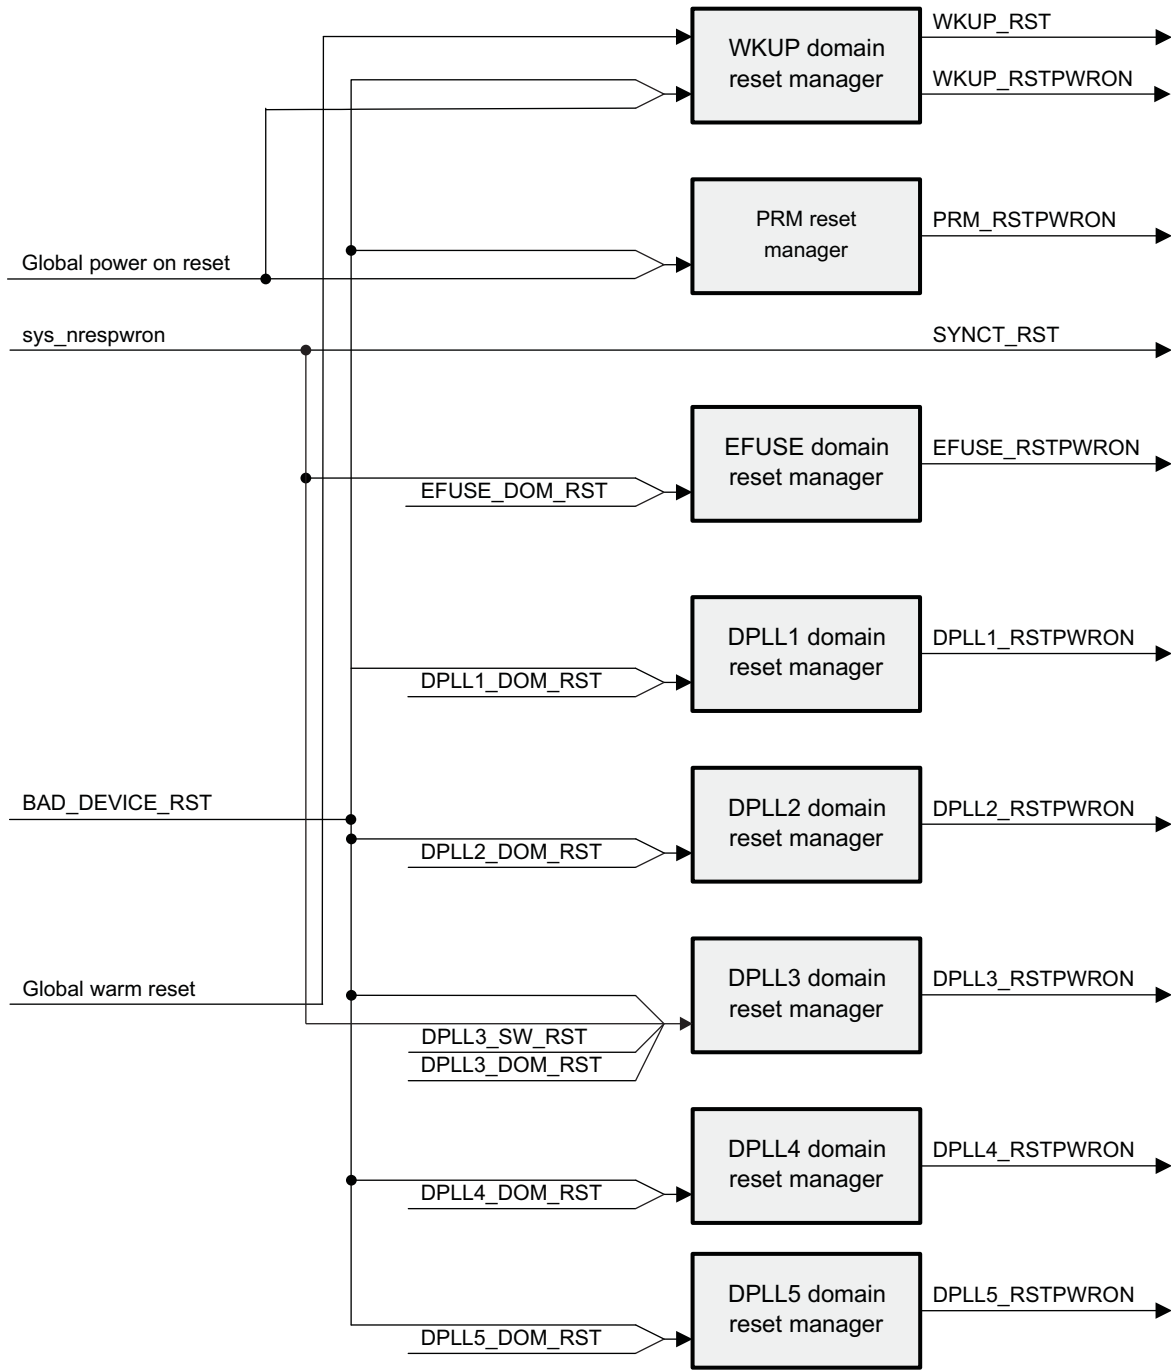 WKUP_RST
WKUP domain
reset manager
WKUP_RSTPWRON
PRM reset
manager
PRM_RSTPWRON
Global power on reset
sys_nrespwron
SYNCT_RST
EFUSE domain
reset manager
EFUSE_RSTPWRON
EFUSE_DOM_RST
DPLL1 domain
reset manager
DPLL1_RSTPWRON
DPLL1_DOM_RST
BAD_DEVICE_RST
DPLL2 domain
reset manager
DPLL2_RSTPWRON
DPLL2_DOM_RST
Global warm reset
DPLL3 domain
reset manager
DPLL3_RSTPWRON
DPLL3_SW_RST
DPLL3_DOM_RST
DPLL4 domain
reset manager
DPLL4_RSTPWRON
DPLL4_DOM_RST
DPLL5 domain
reset manager
DPLL5_RSTPWRON
DPLL5_DOM_RST